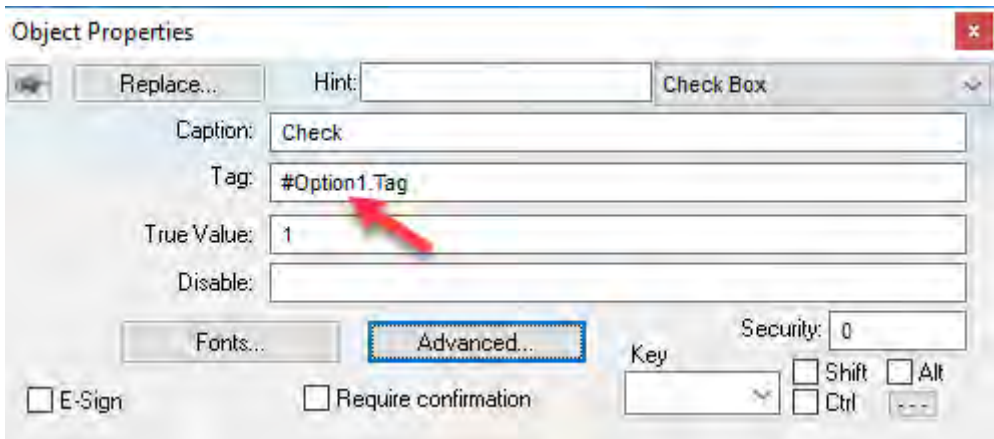 Object Properties x
Replace... Hint: Check Box
Caption: Check
Tag: #Option1.Tag
True Value: 1
Disable:
Fonts... Advanced... Security: 0
Key Shift Alt
E-Sign Require confirmation Ctrl ...